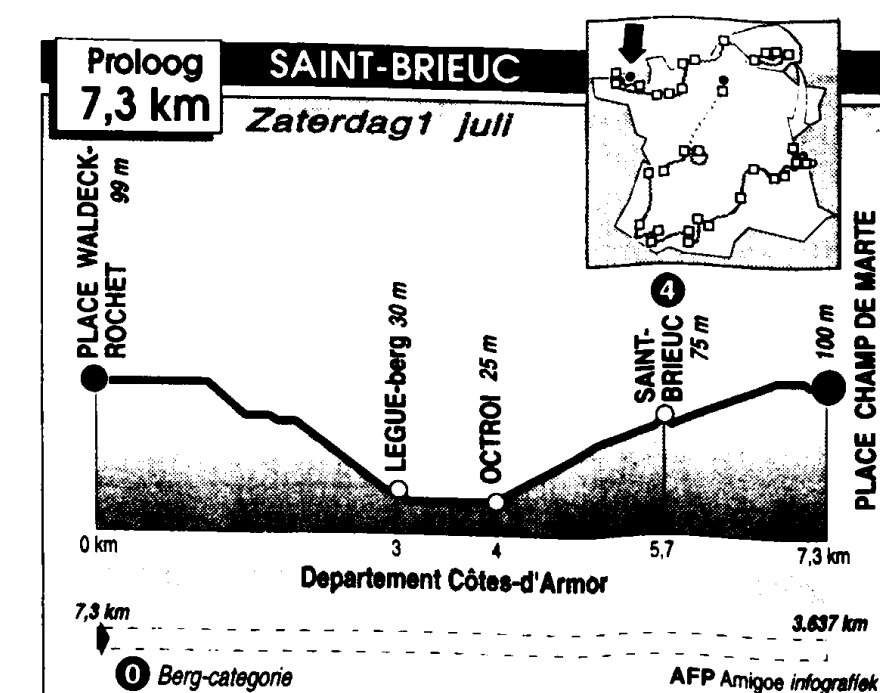 Proloog
7,3 km
SAINT-BRIEUC
Zaterdag 1 juli
PLACE WALDECK-
ROCHET
99 m
LEGUE-berg 30 m
OCTROI 25 m
4
SAINT-
BRIEUC
75 m
100 m
PLACE CHAMP DE MARTE
0 km
3
4
5,7
7,3 km
Departement Côtes-d'Armor
7,3 km
3.637 km
0 Berg-categorie
AFP Amigoe infografiek